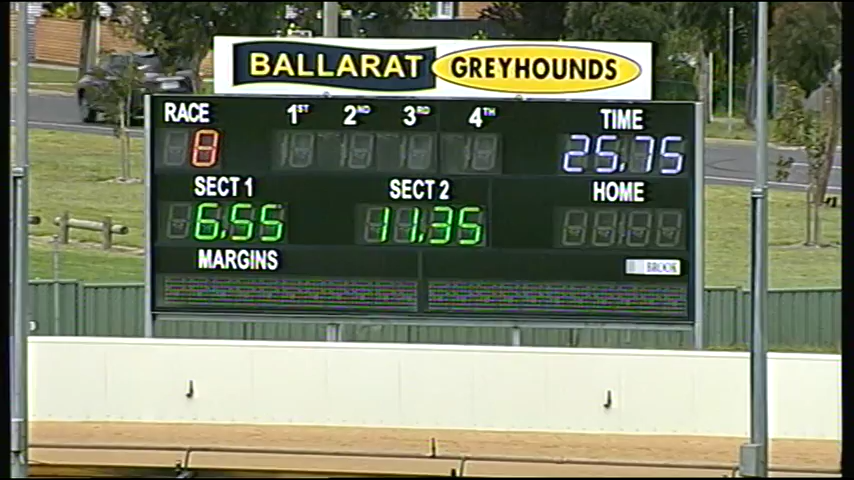 BALLARAT GREYHOUNDS
RACE 1ST 2ND 3RD 4TH TIME
8 25.75
SECT 1 SECT 2 HOME
6.55 11.35
MARGINS
BROOK